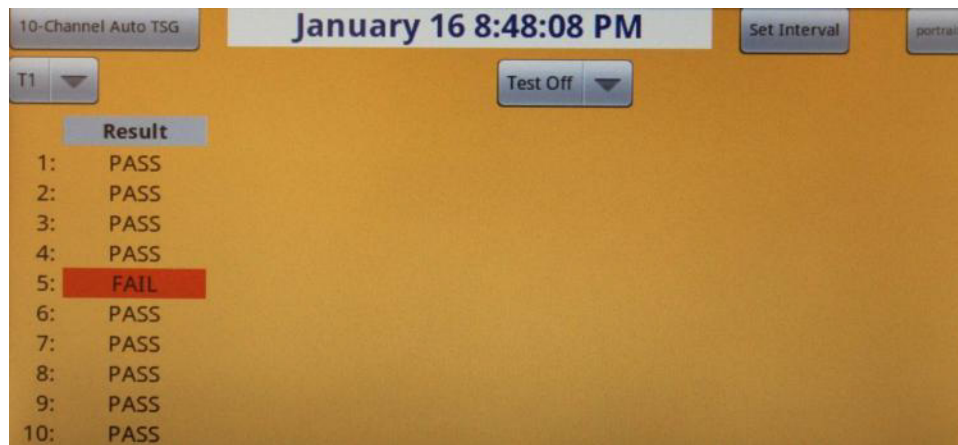 10-Channel Auto TSG
January 16 8:48:08 PM
Set Interval
portrait
T1
Test Off
Result
1: PASS
2: PASS
3: PASS
4: PASS
5: FAIL
6: PASS
7: PASS
8: PASS
9: PASS
10: PASS